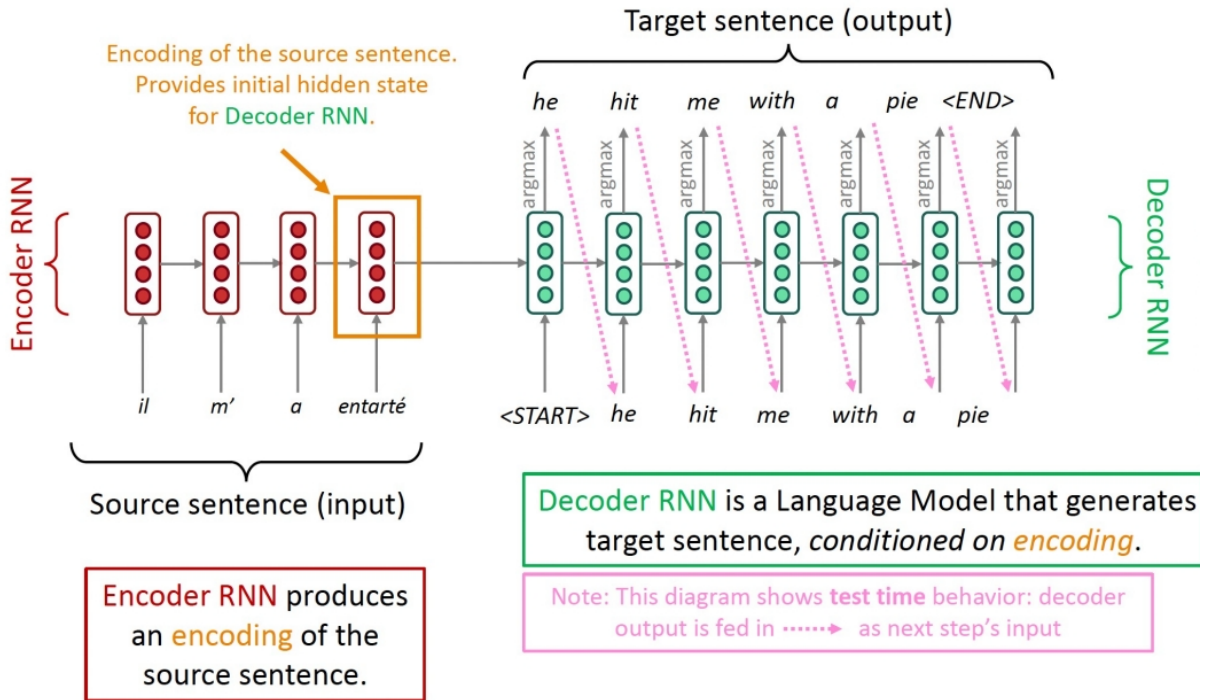 Target sentence (output)
Encoding of the source sentence.
Provides initial hidden state
for Decoder RNN.
he hit me with a pie <END>
argmax argmax argmax argmax argmax argmax argmax
Encoder RNN
Decoder RNN
il m' a entarté
<START> he hit me with a pie
Source sentence (input)
Decoder RNN is a Language Model that generates
target sentence, conditioned on encoding.
Encoder RNN produces
an encoding of the
source sentence.
Note: This diagram shows test time behavior: decoder
output is fed in as next step's input